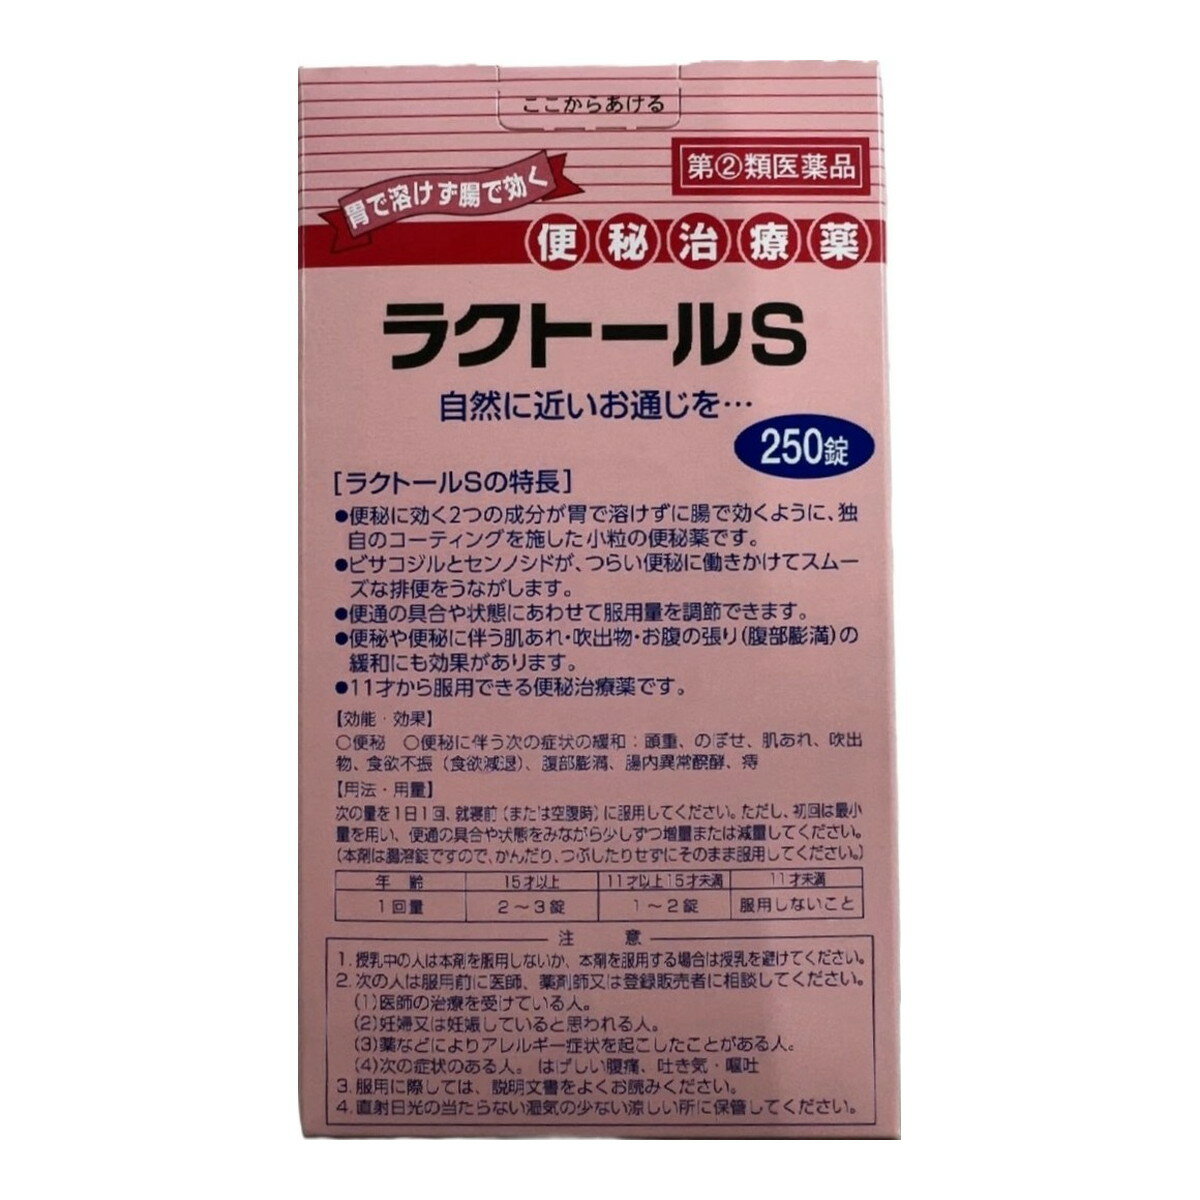 ここからあける
第②類医薬品
胃で溶けず腸で効く
便秘治療薬
ラクトールS
自然に近いお通じを…
250錠
[ラクトールSの特長]
●便秘に効く2つの成分が胃で溶けずに腸で効くように、独
自のコーティングを施した小粒の便秘薬です。
●ビサコジルとセンノシドが、つらい便秘に働きかけてスムー
ズな排便をうながします。
●便通の具合や状態にあわせて服用量を調節できます。
●便秘や便秘に伴う肌あれ・吹出物・お腹の張り(腹部膨満)の
緩和にも効果があります。
●11才から服用できる便秘治療薬です。
【効能・効果】
○便秘 ○便秘に伴う次の症状の緩和:頭重、のぼせ、肌あれ、吹出
物、食欲不振(食欲減退)、腹部膨満、腸内異常醗酵、痔
【用法・用量】
次の量を1日1回、就寝前(または空腹時)に服用してください。ただし、初回は最小
量を用い、便通の具合や状態をみながら少しずつ増量または減量してください。
(本剤は腸溶錠ですので、かんだり、つぶしたりせずにそのまま服用してください。)
年齢 15才以上 11才以上15才未満 11才未満
1回量 2～3錠 1～2錠 服用しないこと
注意
1. 授乳中の人は本剤を服用しないか、本剤を服用する場合は授乳を避けてください。
2. 次の人は服用前に医師、薬剤師又は登録販売者に相談してください。
(1)医師の治療を受けている人。
(2)妊婦又は妊娠していると思われる人。
(3)薬などによりアレルギー症状を起こしたことがある人。
(4)次の症状のある人。 はげしい腹痛、吐き気・嘔吐
3. 服用に際しては、説明文書をよくお読みください。
4. 直射日光の当たらない湿気の少ない涼しい所に保管してください。